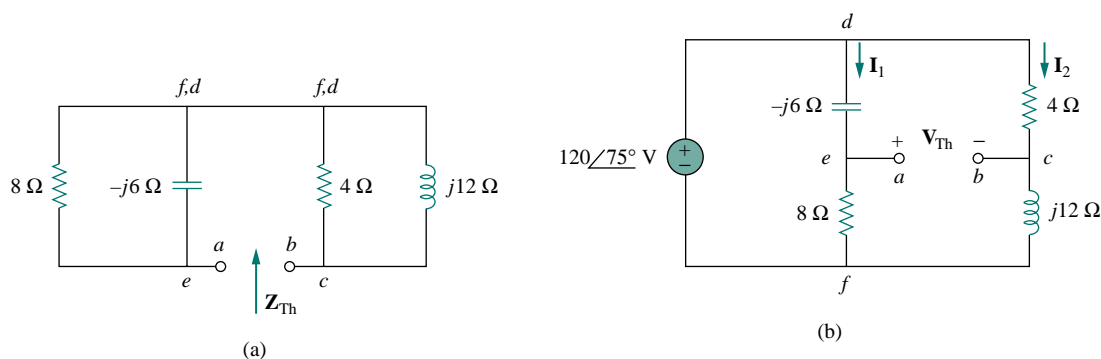 f,d f,d
8 Ω
–j6 Ω
4 Ω
j12 Ω
a
b
e
c
Z_Th
(a)
d
I_1
I_2
–j6 Ω
4 Ω
120∠75° V
+
–
+ V_Th –
e
a
b
c
8 Ω
j12 Ω
f
(b)